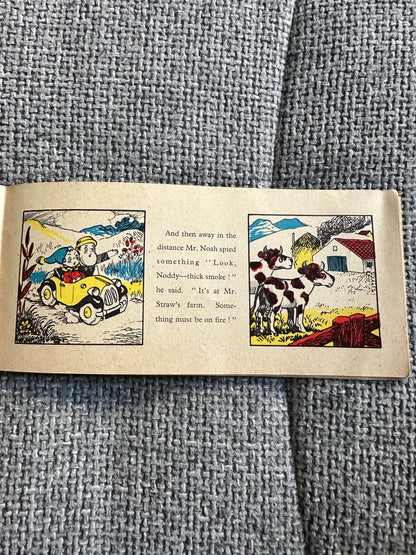 And then away in the
distance Mr. Noah spied
something "Look,
Noddy—thick smoke!"
he said. "It's at Mr.
Straw's farm. Some-
thing must be on fire!"